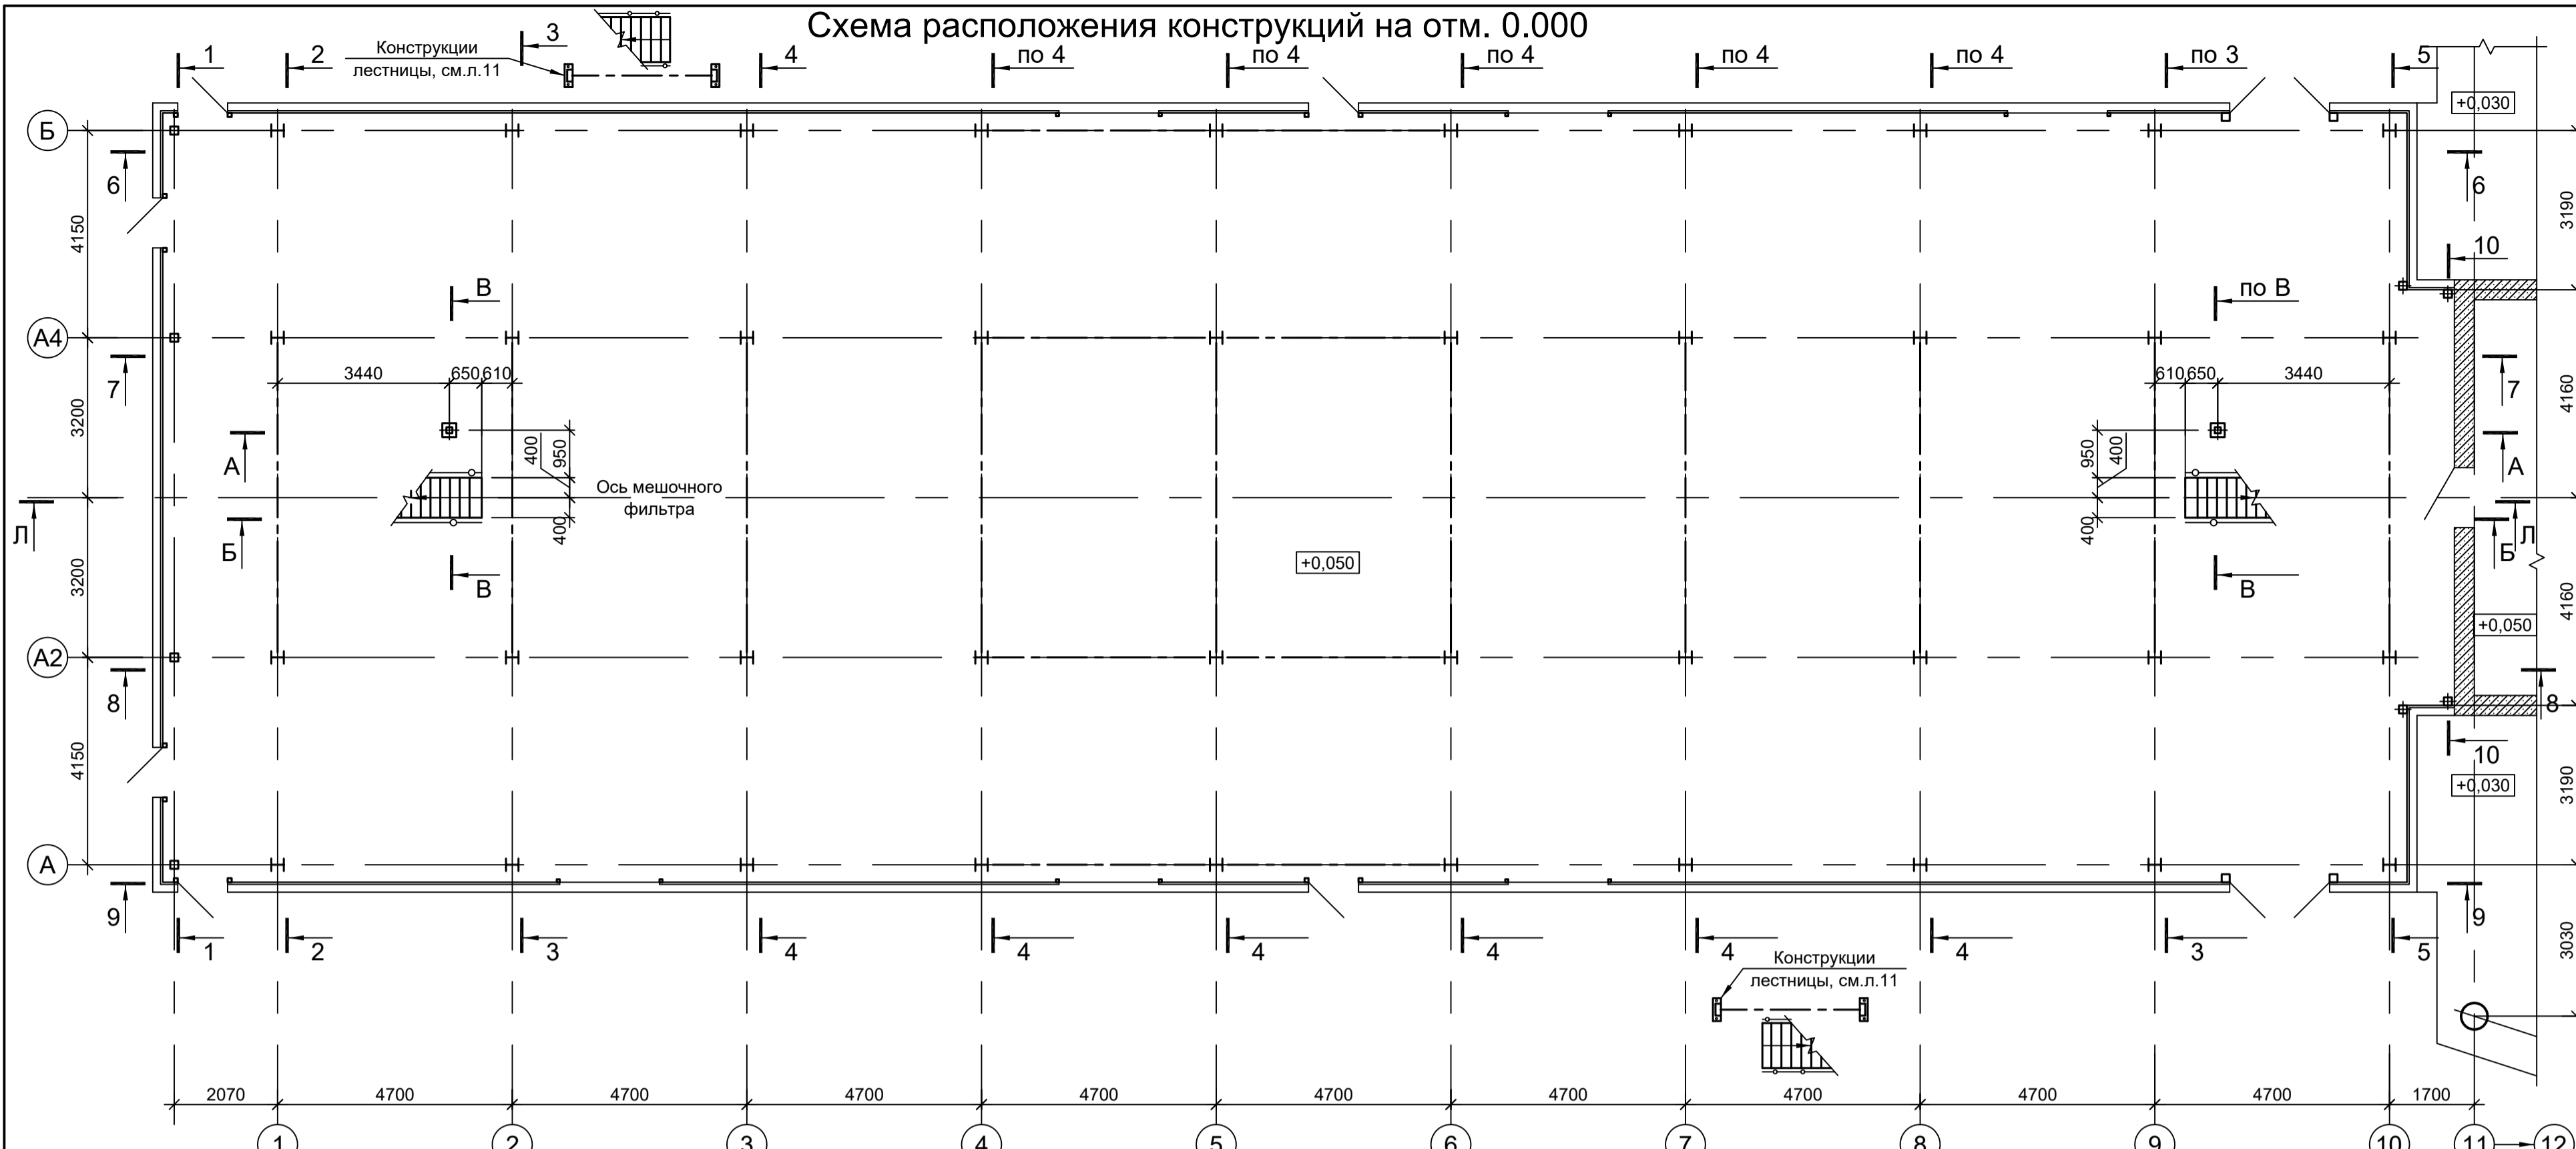 Схема расположения конструкций на отм. 0.000
1
2
Конструкции
лестницы, см.л.11
3
4
по 4
по 4
по 4
по 4
по 4
по 3
5
+0,030
Б
6
6
4150
3190
10
В
по В
А4
7
7
3440
650
610
610
650
3440
3200
4160
400
950
950
400
А
А
Ось мешочного
фильтра
Л
Б
400
400
Б
Л
+0,050
3200
В
В
4160
+0,050
А2
8
8
4150
10
+0,030
3190
А
9
9
1
2
3
4
4
4
4
4
4
3
5
3030
Конструкции
лестницы, см.л.11
2070
4700
4700
4700
4700
4700
4700
4700
4700
4700
1700
1
2
3
4
5
6
7
8
9
10
11
12